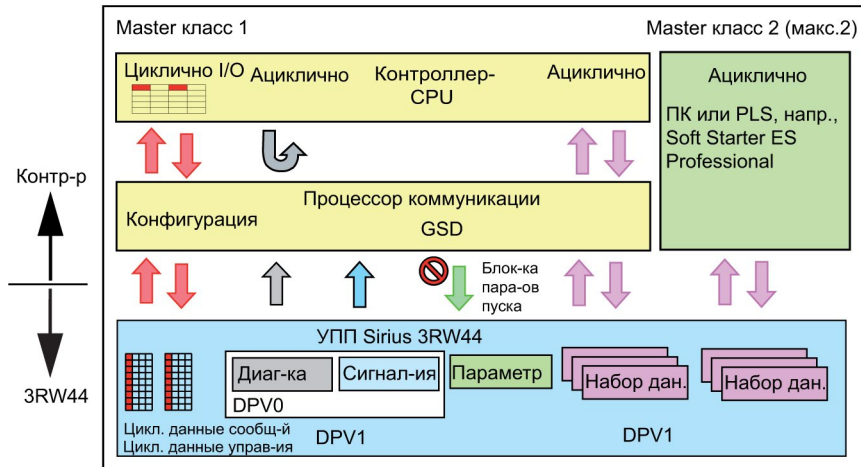 Master класс 1
Master класс 2 (макс.2)
Циклично I/O
Ациклично
Контроллер-
CPU
Ациклично
Ациклично
ПК или PLS, напр.,
Soft Starter ES
Professional
Контр-р
Процессор коммуникации
Конфигурация
GSD
Блок-ка
пара-ов
пуска
3RW44
УПП Sirius 3RW44
Диаг-ка
Сигнал-ия
Параметр
Набор дан.
Набор дан.
DPV0
Цикл. данные сообщ-й
Цикл. данные управ-ия
DPV1
DPV1